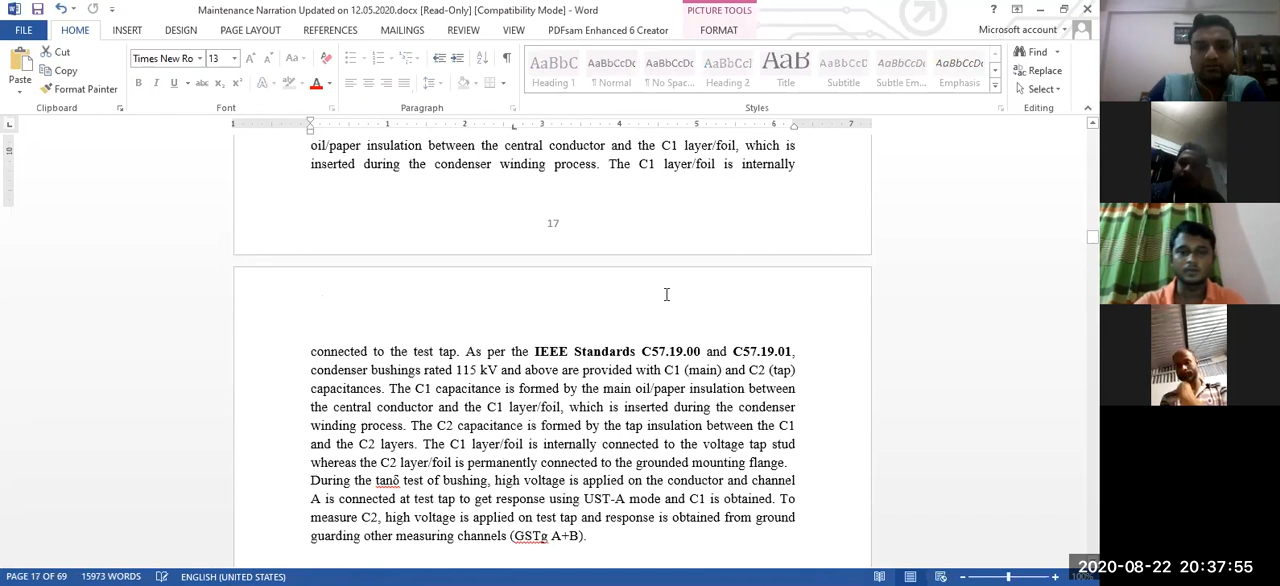 Maintenance Narration Updated on 12.05.2020.docx [Read-Only] [Compatibility Mode] - Word
PICTURE TOOLS
FILE HOME INSERT DESIGN PAGE LAYOUT REFERENCES MAILINGS REVIEW VIEW PDFsam Enhanced 6 Creator FORMAT Microsoft account
Paste Cut Copy Format Painter
Clipboard
Times New Ro 13
Font
Paragraph
AaBbC AaBbCcDc AaBbCcDc AaBbCcl AaB AaBbCcD AaBbCcDc AaBbCcDc
Heading 1 ¶ Normal ¶ No Spac... Heading 2 Title Subtitle Subtle Em... Emphasis
Styles
Find Replace Select
Editing
1 1 2 3 4 5 6 7
oil/paper insulation between the central conductor and the C1 layer/foil, which is
inserted during the condenser winding process. The C1 layer/foil is internally
17
connected to the test tap. As per the IEEE Standards C57.19.00 and C57.19.01,
condenser bushings rated 115 kV and above are provided with C1 (main) and C2 (tap)
capacitances. The C1 capacitance is formed by the main oil/paper insulation between
the central conductor and the C1 layer/foil, which is inserted during the condenser
winding process. The C2 capacitance is formed by the tap insulation between the C1
and the C2 layers. The C1 layer/foil is internally connected to the voltage tap stud
whereas the C2 layer/foil is permanently connected to the grounded mounting flange.
During the tanδ test of bushing, high voltage is applied on the conductor and channel
A is connected at test tap to get response using UST-A mode and C1 is obtained. To
measure C2, high voltage is applied on test tap and response is obtained from ground
guarding other measuring channels (GSTg A+B).
PAGE 17 OF 69 15973 WORDS ENGLISH (UNITED STATES) 100%
2020-08-22 20:37:55